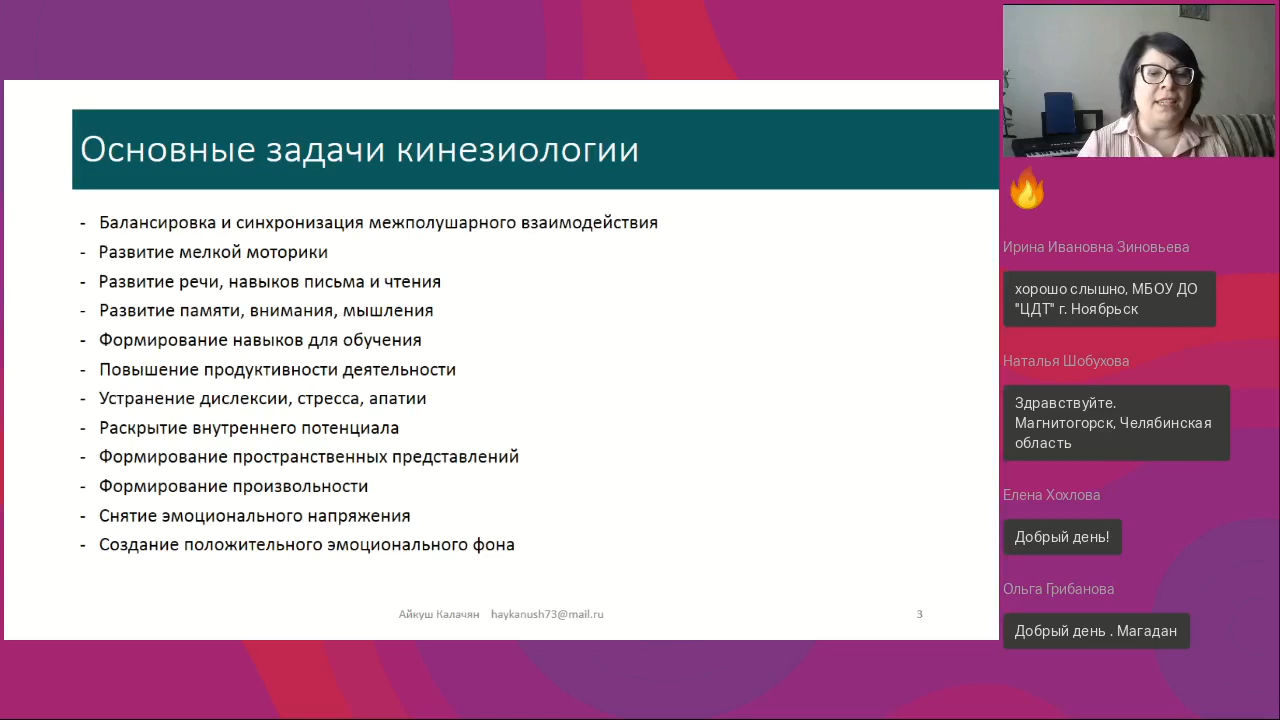 Основные задачи кинезиологии
- Балансировка и синхронизация межполушарного взаимодействия
- Развитие мелкой моторики
- Развитие речи, навыков письма и чтения
- Развитие памяти, внимания, мышления
- Формирование навыков для обучения
- Повышение продуктивности деятельности
- Устранение дислексии, стресса, апатии
- Раскрытие внутреннего потенциала
- Формирование пространственных представлений
- Формирование произвольности
- Снятие эмоционального напряжения
- Создание положительного эмоционального фона
Айкуш Калачян haykanush73@mail.ru
3
Ирина Ивановна Зиновьева
хорошо слышно, МБОУ ДО
"ЦДТ" г. Ноябрьск
Наталья Шобухова
Здравствуйте.
Магнитогорск, Челябинская
область
Елена Хохлова
Добрый день!
Ольга Грибанова
Добрый день . Магадан